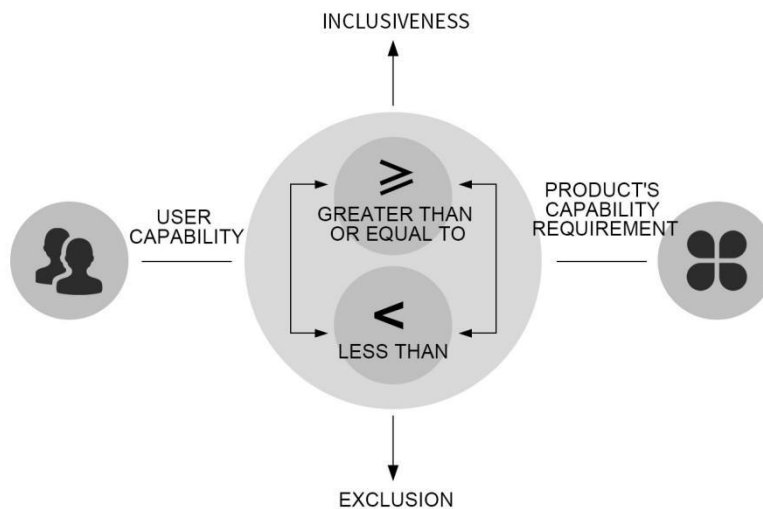 INCLUSIVENESS
USER
CAPABILITY
≥
GREATER THAN
OR EQUAL TO
<
LESS THAN
PRODUCT'S
CAPABILITY
REQUIREMENT
EXCLUSION